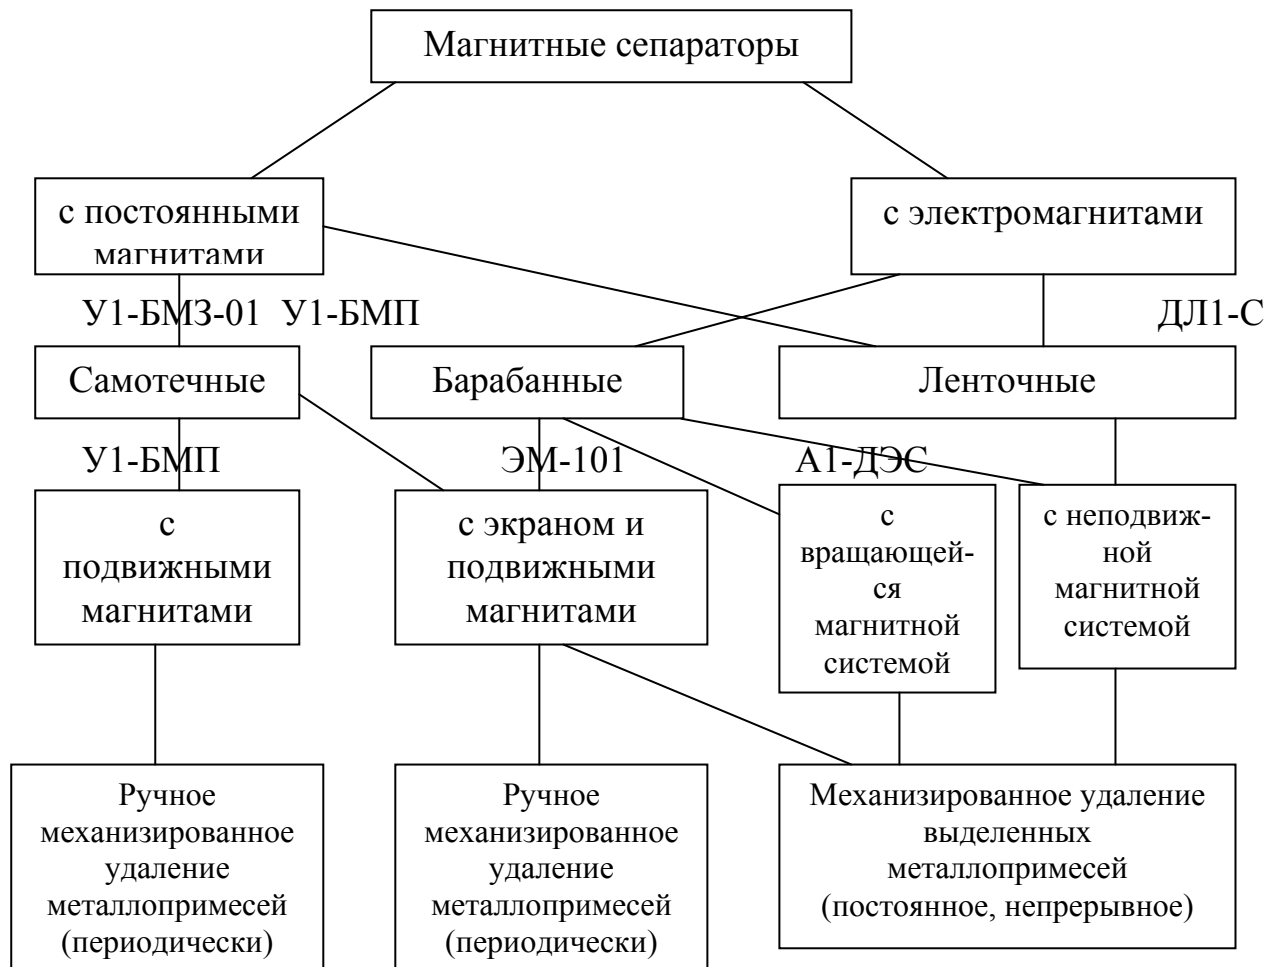 Магнитные сепараторы
с постоянными
магнитами
с электромагнитами
У1-БМЗ-01 У1-БМП
ДЛ1-С
Самотечные
Барабанные
Ленточные
У1-БМП
ЭМ-101
А1-ДЭС
с
подвижными
магнитами
с экраном и
подвижными
магнитами
с
вращающей-
ся
магнитной
системой
с неподвиж-
ной
магнитной
системой
Ручное
механизированное
удаление
металлопримесей
(периодически)
Ручное
механизированное
удаление
металлопримесей
(периодически)
Механизированное удаление
выделенных
металлопримесей
(постоянное, непрерывное)